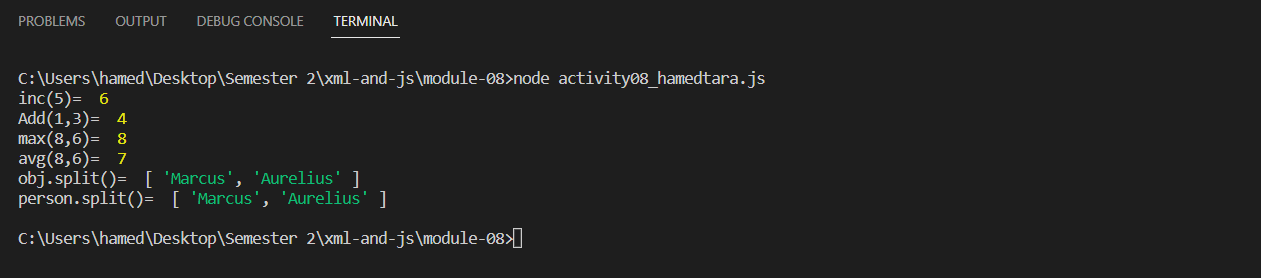 PROBLEMS OUTPUT DEBUG CONSOLE TERMINAL
C:\Users\hamed\Desktop\Semester 2\xml-and-js\module-08>node activity08_hamedtara.js
inc(5)=  6
Add(1,3)=  4
max(8,6)=  8
avg(8,6)=  7
obj.split()=  [ 'Marcus', 'Aurelius' ]
person.split()=  [ 'Marcus', 'Aurelius' ]
C:\Users\hamed\Desktop\Semester 2\xml-and-js\module-08>